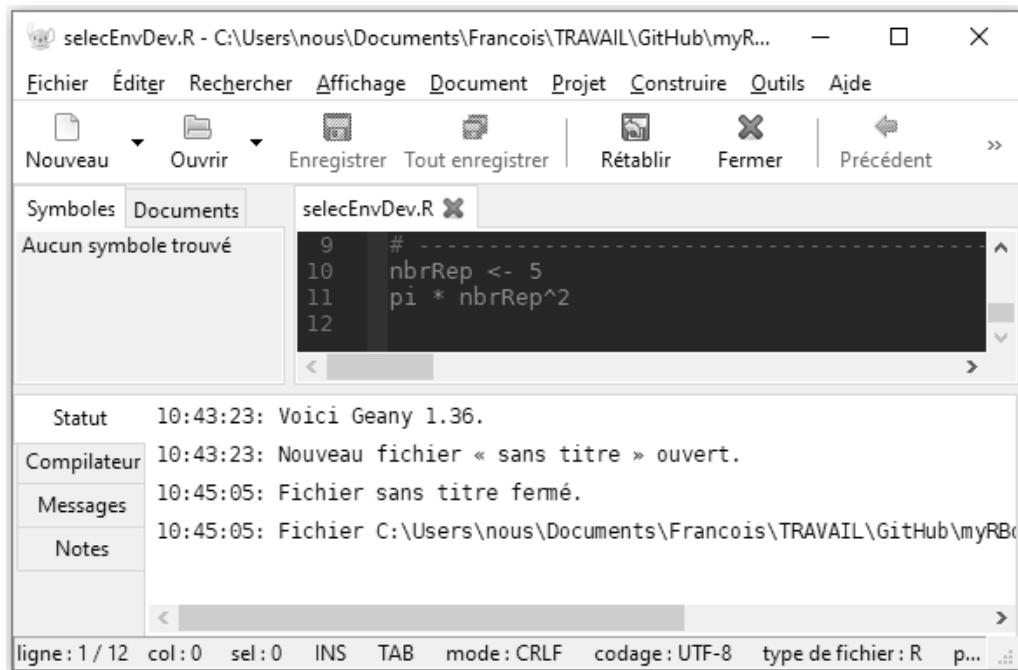 selecEnvDev.R - C:\Users\nous\Documents\Francois\TRAVAIL\GitHub\myR...
Fichier Éditer Rechercher Affichage Document Projet Construire Outils Aide
Nouveau Ouvrir Enregistrer Tout enregistrer Rétablir Fermer Précédent »
Symboles Documents selecEnvDev.R
Aucun symbole trouvé
9 # ------------------------------------------
10 nbrRep <- 5
11 pi * nbrRep^2
12
Statut
Compilateur
Messages
Notes
10:43:23: Voici Geany 1.36.
10:43:23: Nouveau fichier « sans titre » ouvert.
10:45:05: Fichier sans titre fermé.
10:45:05: Fichier C:\Users\nous\Documents\Francois\TRAVAIL\GitHub\myRBo
ligne : 1 / 12 col : 0 sel : 0 INS TAB mode : CRLF codage : UTF-8 type de fichier : R p...